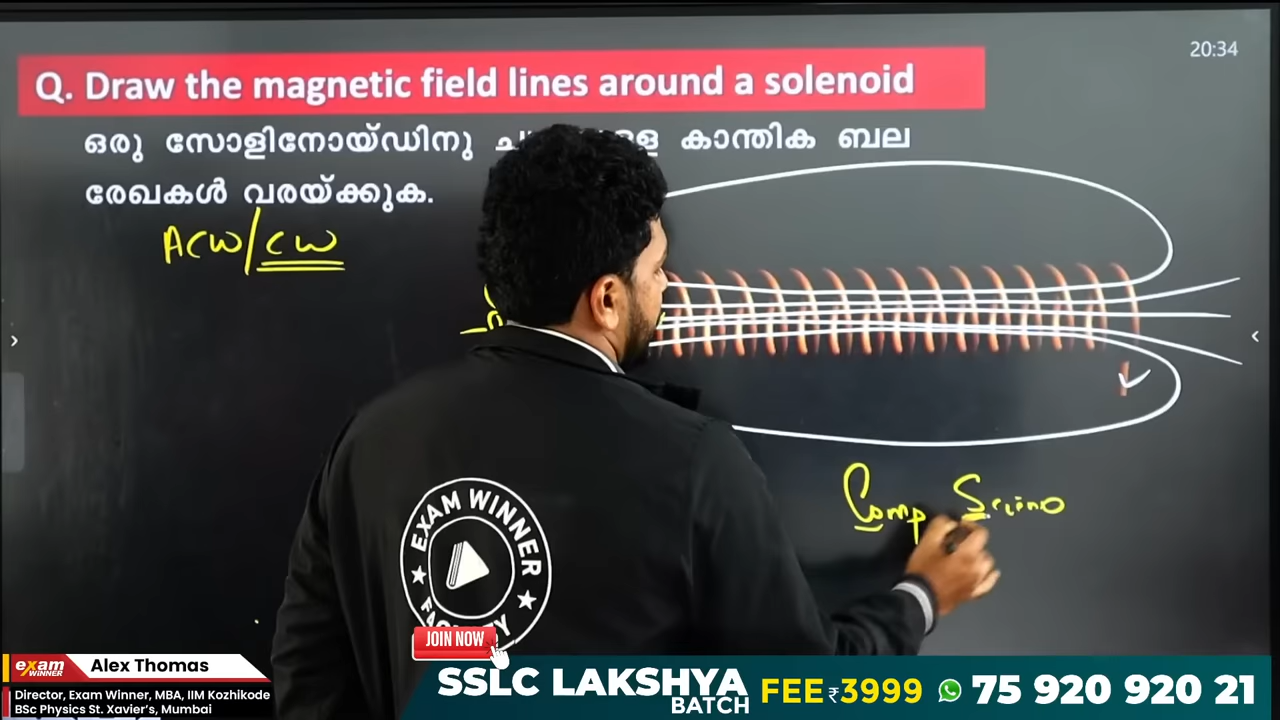 20:34
Q. Draw the magnetic field lines around a solenoid
ഒരു സോളിനോയ്ഡിനു കാന്തിക ബല
രേഖകൾ വരയ്ക്കുക.
ACW/CW
Comp
EXAM WINNER
JOIN NOW
exam WINNER
Alex Thomas
Director, Exam Winner, MBA, IIM Kozhikode
BSc Physics St. Xavier's, Mumbai
SSLC LAKSHYA
BATCH
FEE ₹3999
75 920 920 21